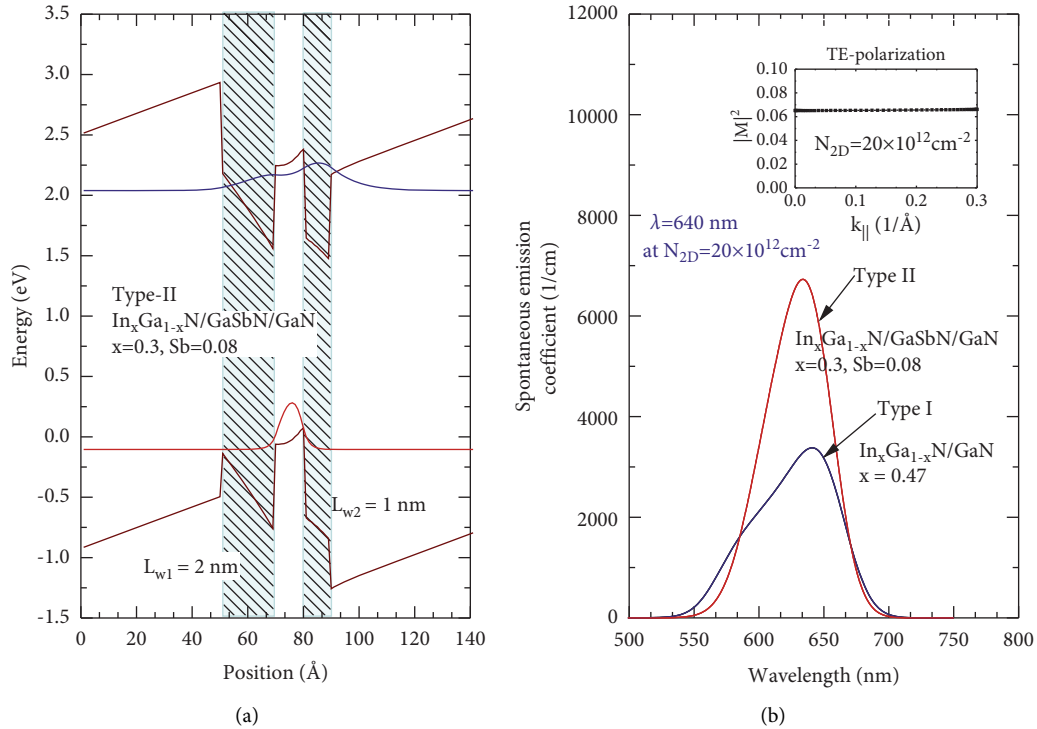 3.5
3.0
2.5
2.0
1.5
1.0
0.5
0.0
-0.5
-1.0
-1.5
Energy (eV)
Type-II
InₓGa₁₋ₓN/GaSbN/GaN
x=0.3, Sb=0.08
L_w2 = 1 nm
L_w1 = 2 nm
0 20 40 60 80 100 120 140
Position (Å)
(a)
12000
10000
8000
6000
4000
2000
0
Spontaneous emission
coefficient (1/cm)
TE-polarization
0.10
0.08
0.06
0.04
0.02
0.00
|M|²
N₂D=20×10¹²cm⁻²
0.0 0.1 0.2 0.3
k|| (1/Å)
λ=640 nm
at N₂D=20×10¹²cm⁻²
Type II
InₓGa₁₋ₓN/GaSbN/GaN
x=0.3, Sb=0.08
Type I
InₓGa₁₋ₓN/GaN
x = 0.47
500 550 600 650 700 750 800
Wavelength (nm)
(b)